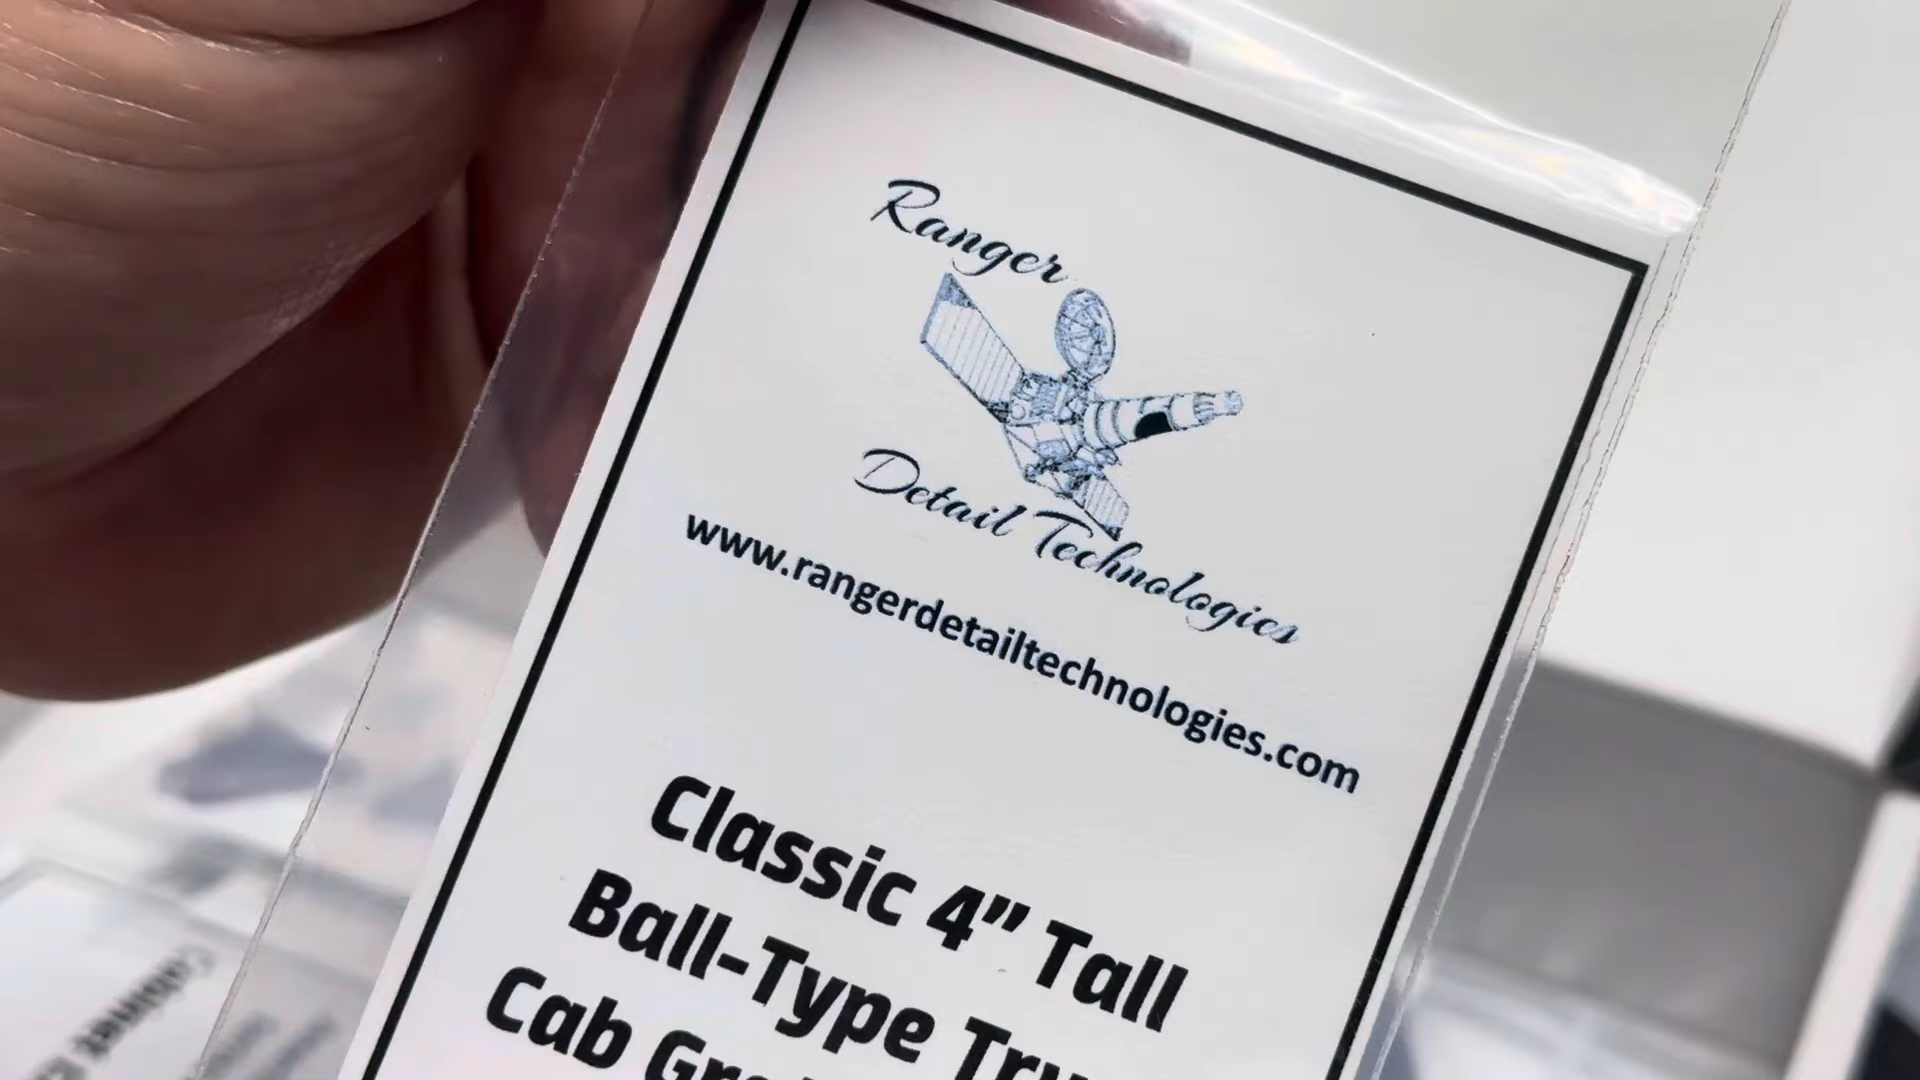 Ranger
Detail Technologies
www.rangerdetailtechnologies.com
Classic 4” Tall
Ball-Type
Cab